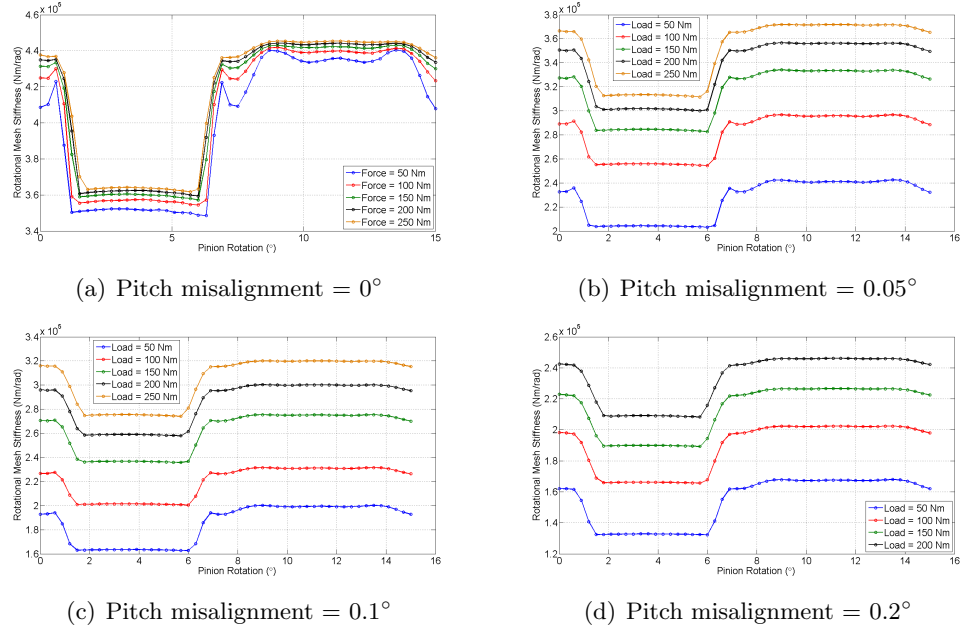 x 10⁶
4.6
4.4
4.2
4
3.8
3.6
3.4
Rotational Mesh Stiffness (Nm/rad)
Force = 50 Nm
Force = 100 Nm
Force = 150 Nm
Force = 200 Nm
Force = 250 Nm
0 5 10 15
Pinion Rotation (°)
(a) Pitch misalignment = 0°
x 10⁶
3.8
3.6
3.4
3.2
3
2.8
2.6
2.4
2.2
2
Rotational Mesh Stiffness (Nm/rad)
Load = 50 Nm
Load = 100 Nm
Load = 150 Nm
Load = 200 Nm
Load = 250 Nm
0 2 4 6 8 10 12 14 16
Pinion Rotation (°)
(b) Pitch misalignment = 0.05°
x 10⁶
3.4
3.2
3
2.8
2.6
2.4
2.2
2
1.8
1.6
Rotational Mesh Stiffness (Nm/rad)
Load = 50 Nm
Load = 100 Nm
Load = 150 Nm
Load = 200 Nm
Load = 250 Nm
0 2 4 6 8 10 12 14 16
Pinion Rotation (°)
(c) Pitch misalignment = 0.1°
x 10⁶
2.6
2.4
2.2
2
1.8
1.6
1.4
1.2
Rotational Mesh Stiffness (Nm/rad)
Load = 50 Nm
Load = 100 Nm
Load = 150 Nm
Load = 200 Nm
0 2 4 6 8 10 12 14 16
Pinion Rotation (°)
(d) Pitch misalignment = 0.2°